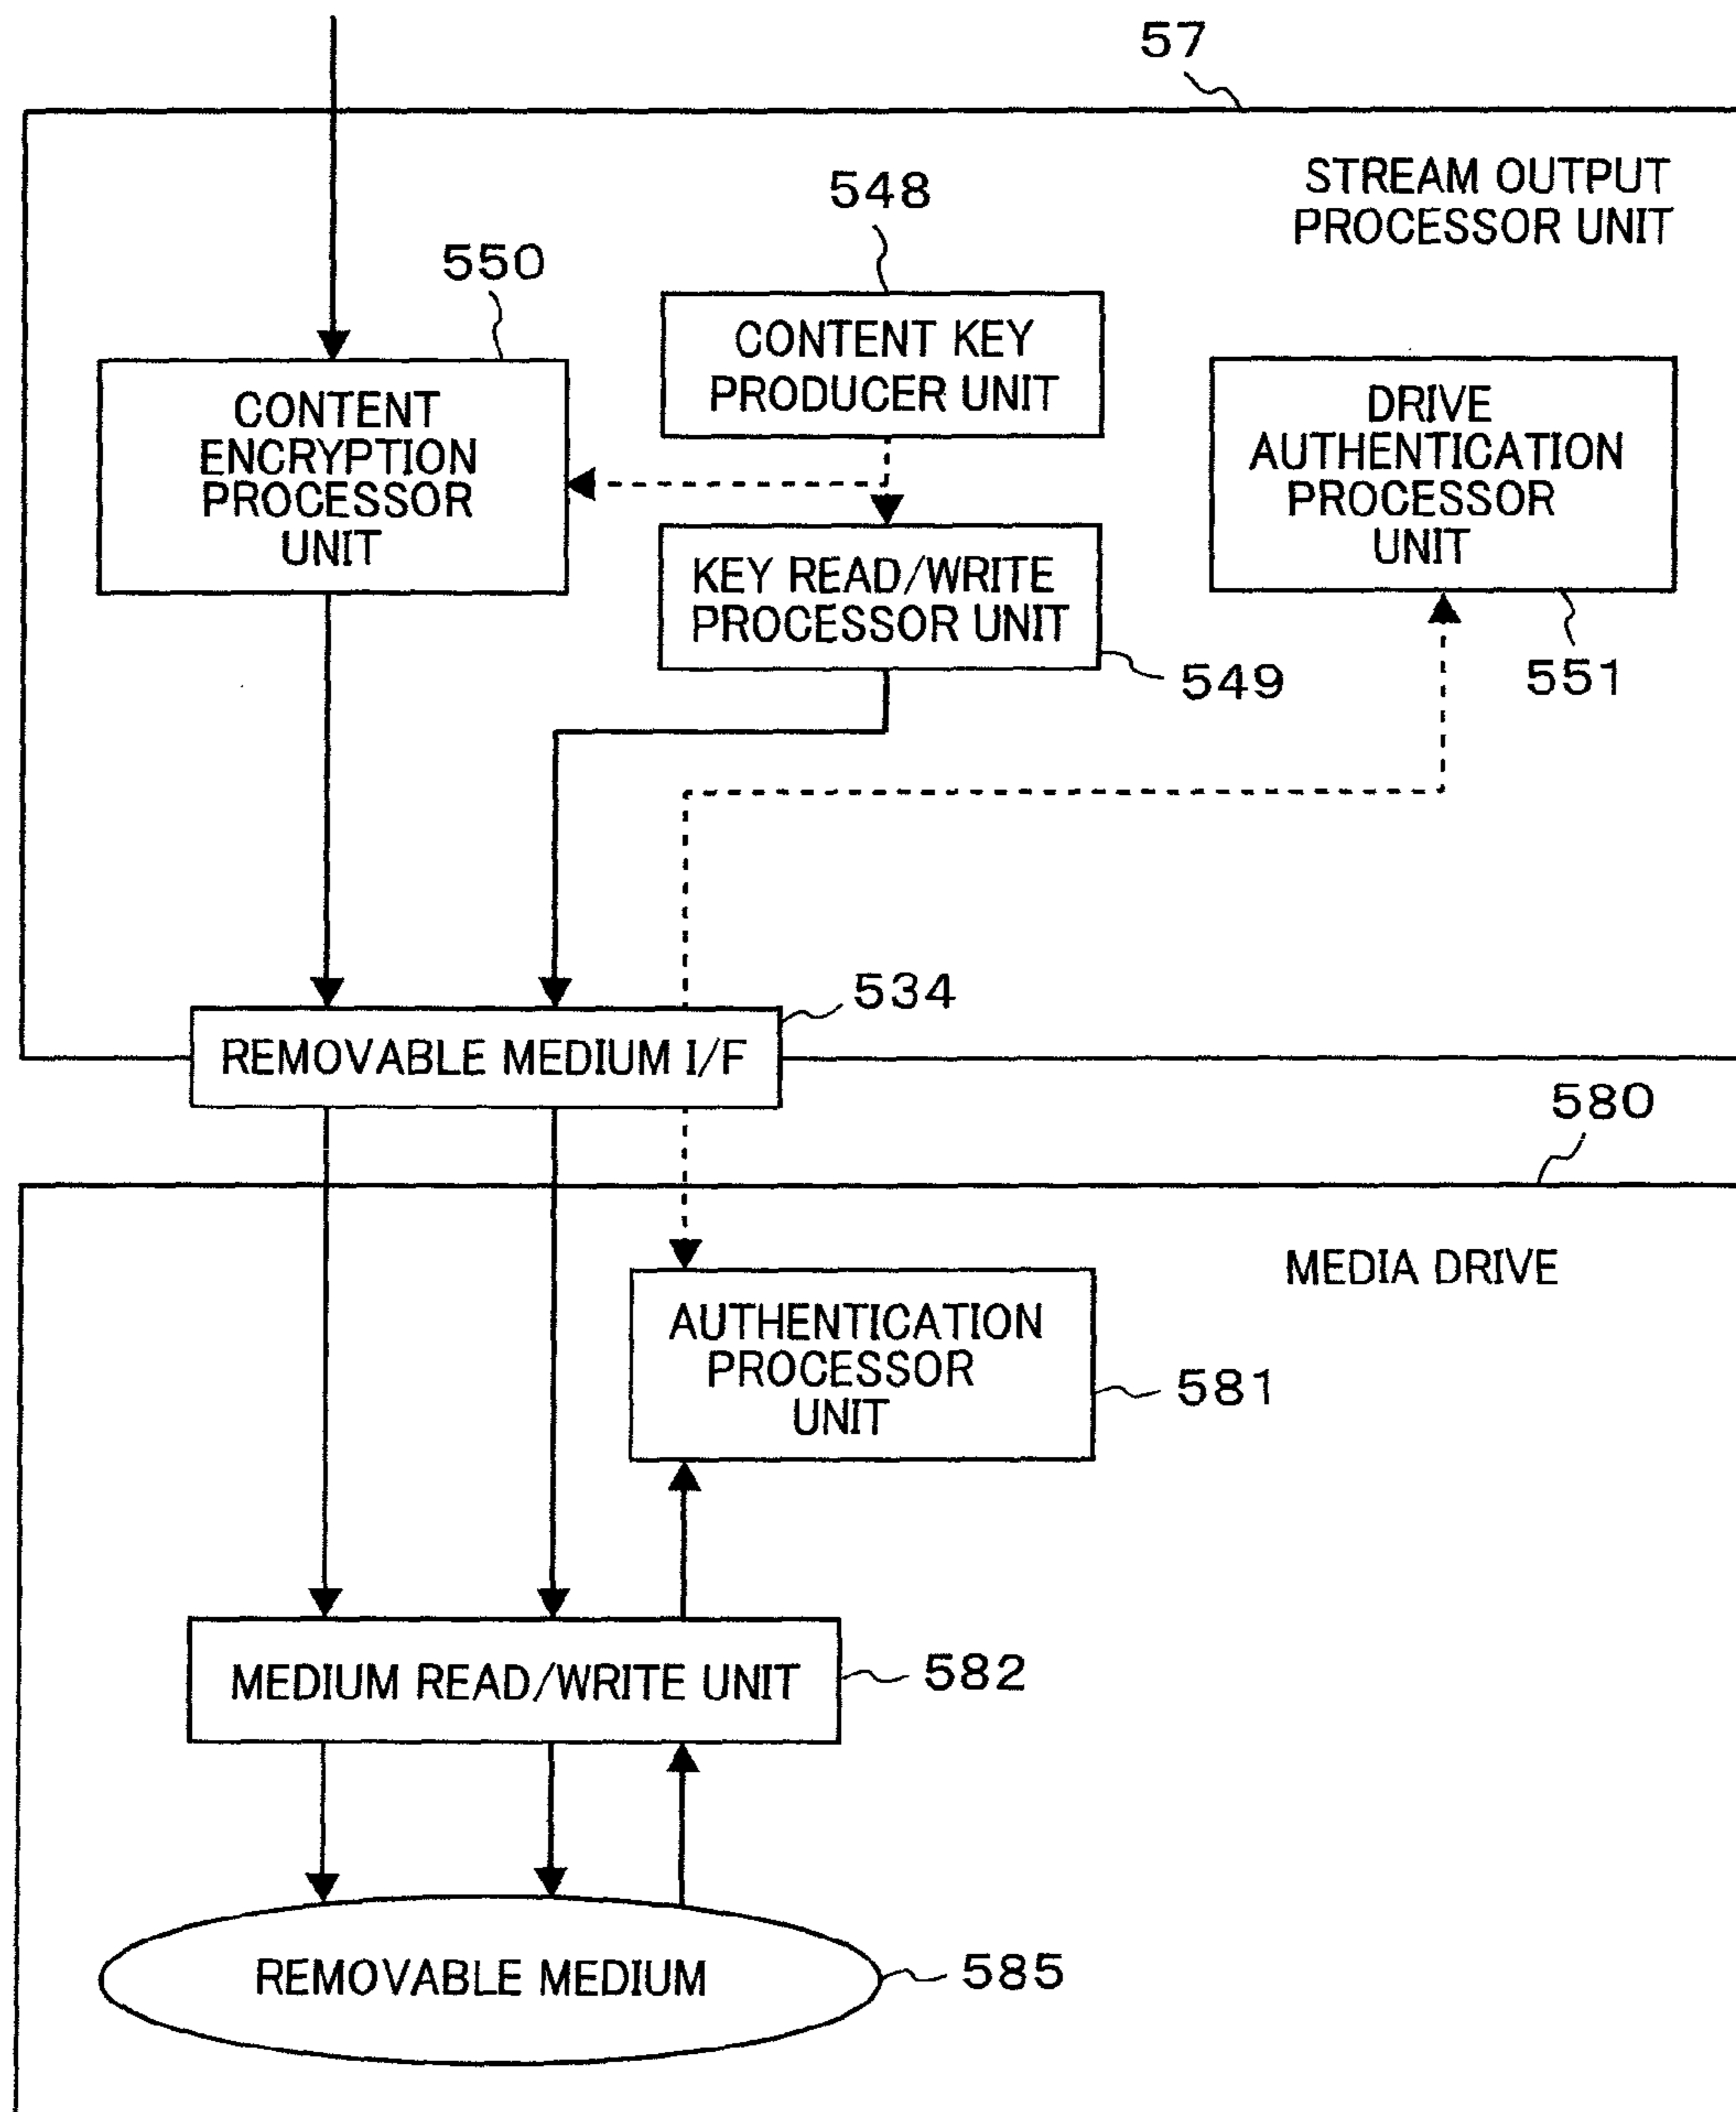 57
STREAM OUTPUT
PROCESSOR UNIT
548
550
CONTENT KEY
PRODUCER UNIT
CONTENT
ENCRYPTION
PROCESSOR
UNIT
DRIVE
AUTHENTICATION
PROCESSOR
UNIT
KEY READ/WRITE
PROCESSOR UNIT
549
551
534
REMOVABLE MEDIUM I/F
580
MEDIA DRIVE
AUTHENTICATION
PROCESSOR
UNIT
581
MEDIUM READ/WRITE UNIT
582
REMOVABLE MEDIUM
585